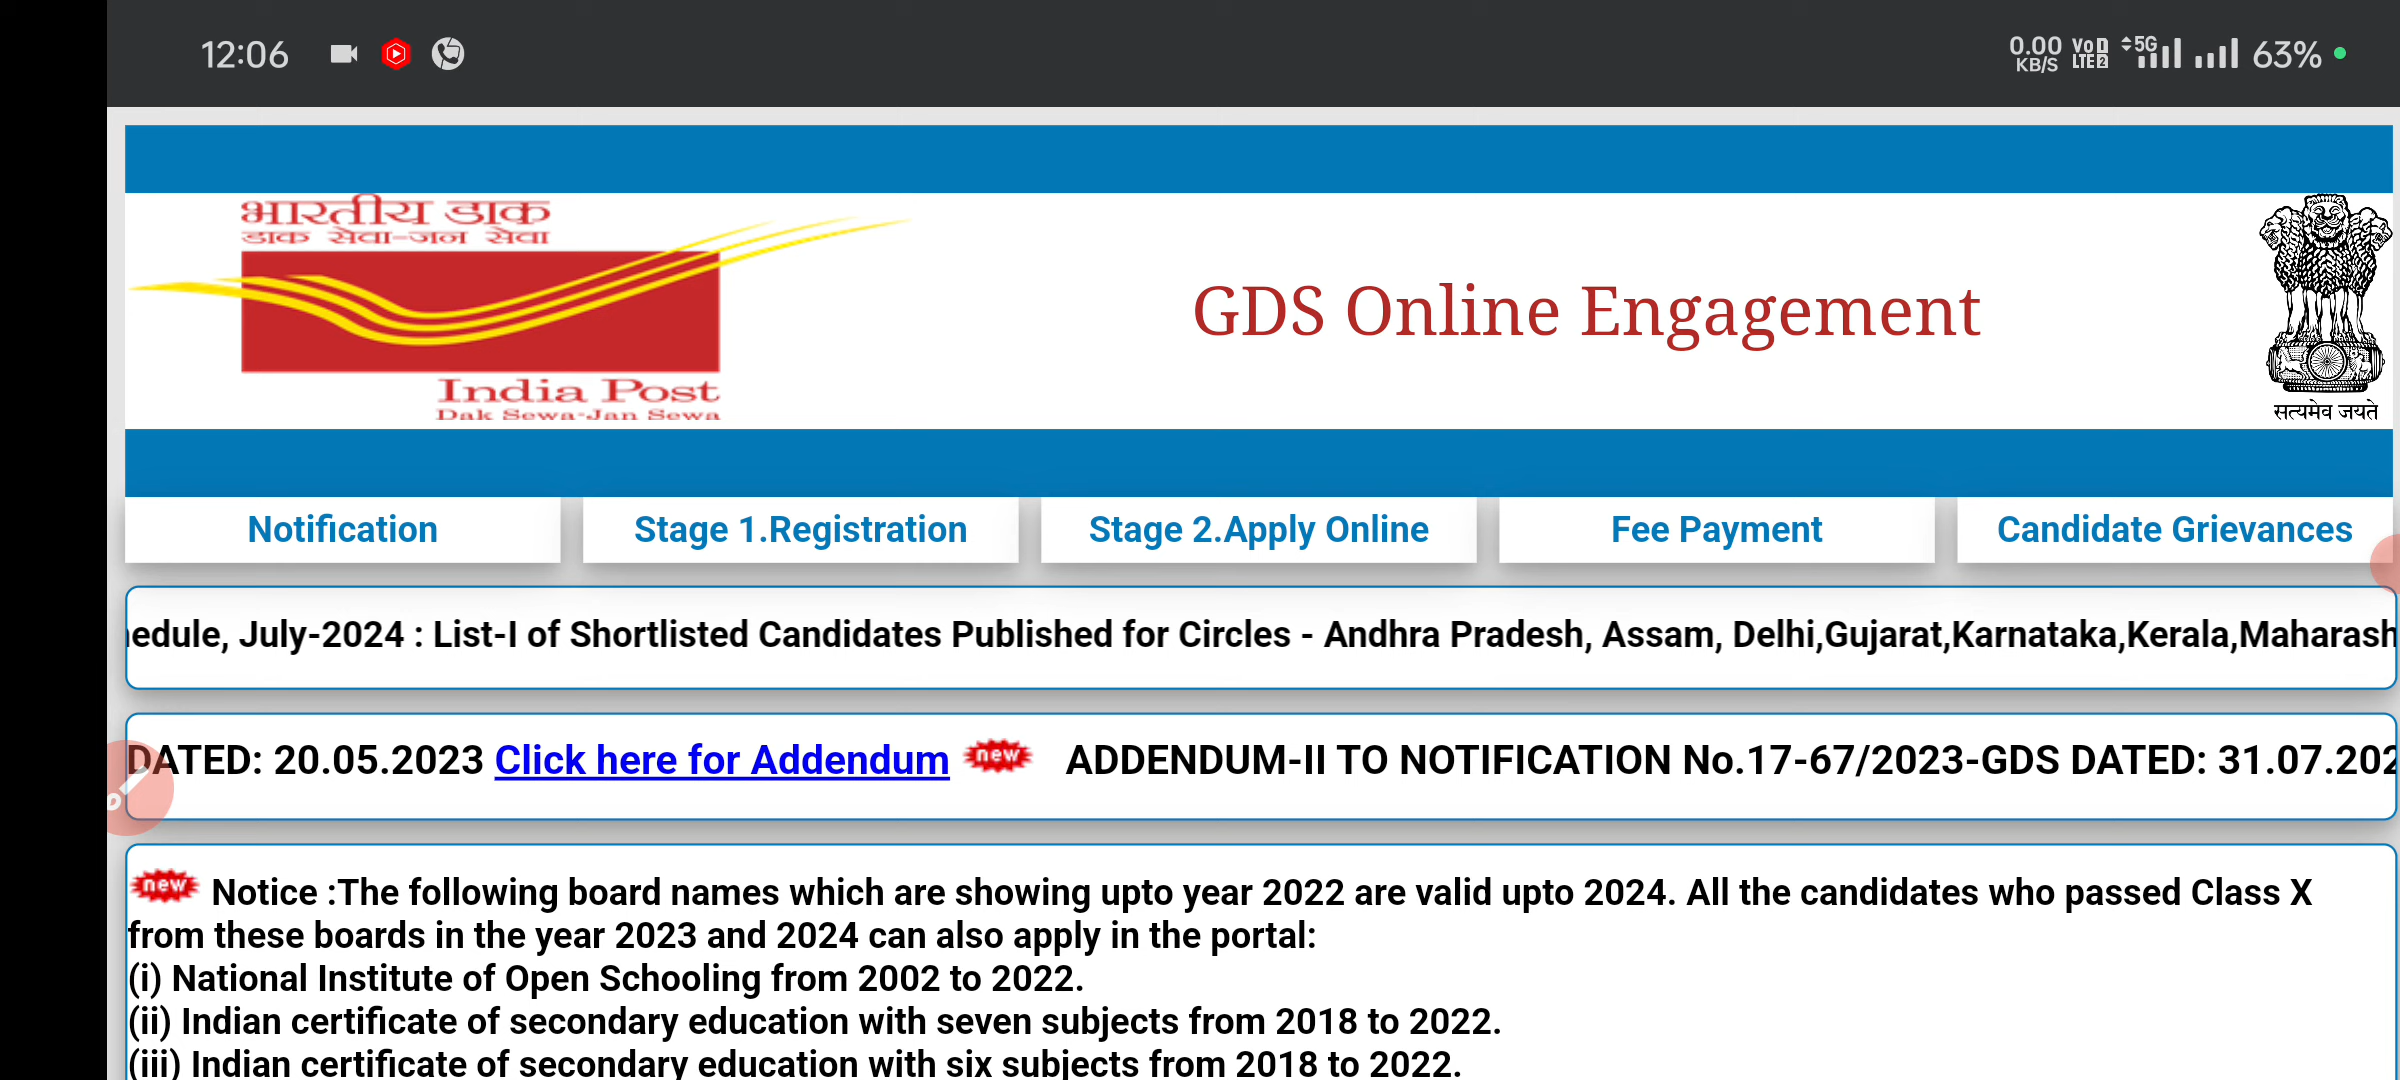 12:06
0.00 KB/S VoD LTE2 5G 63%
भारतीय डाक
डाक सेवा-जन सेवा
India Post
Dak Sewa-Jan Sewa
GDS Online Engagement
सत्यमेव जयते
Notification Stage 1.Registration Stage 2.Apply Online Fee Payment Candidate Grievances
edule, July-2024 : List-I of Shortlisted Candidates Published for Circles - Andhra Pradesh, Assam, Delhi,Gujarat,Karnataka,Kerala,Maharash
DATED: 20.05.2023 Click here for Addendum new ADDENDUM-II TO NOTIFICATION No.17-67/2023-GDS DATED: 31.07.202
new Notice :The following board names which are showing upto year 2022 are valid upto 2024. All the candidates who passed Class X
from these boards in the year 2023 and 2024 can also apply in the portal:
(i) National Institute of Open Schooling from 2002 to 2022.
(ii) Indian certificate of secondary education with seven subjects from 2018 to 2022.
(iii) Indian certificate of secondary education with six subjects from 2018 to 2022.